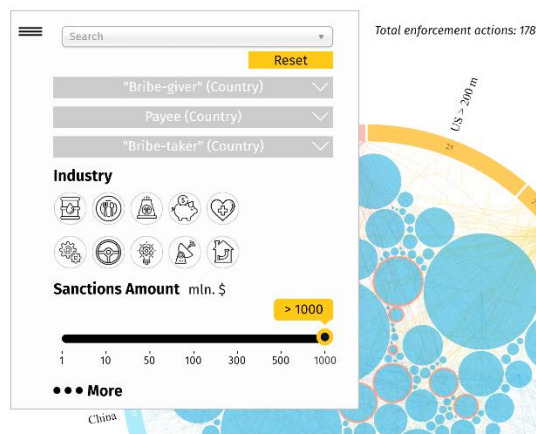 Search
Total enforcement actions: 178
Reset
"Bribe-giver" (Country)
Payee (Country)
"Bribe-taker" (Country)
US > 200 m
25
Industry
Sanctions Amount mln. $
> 1000
1 10 50 100 300 500 1000
More
China